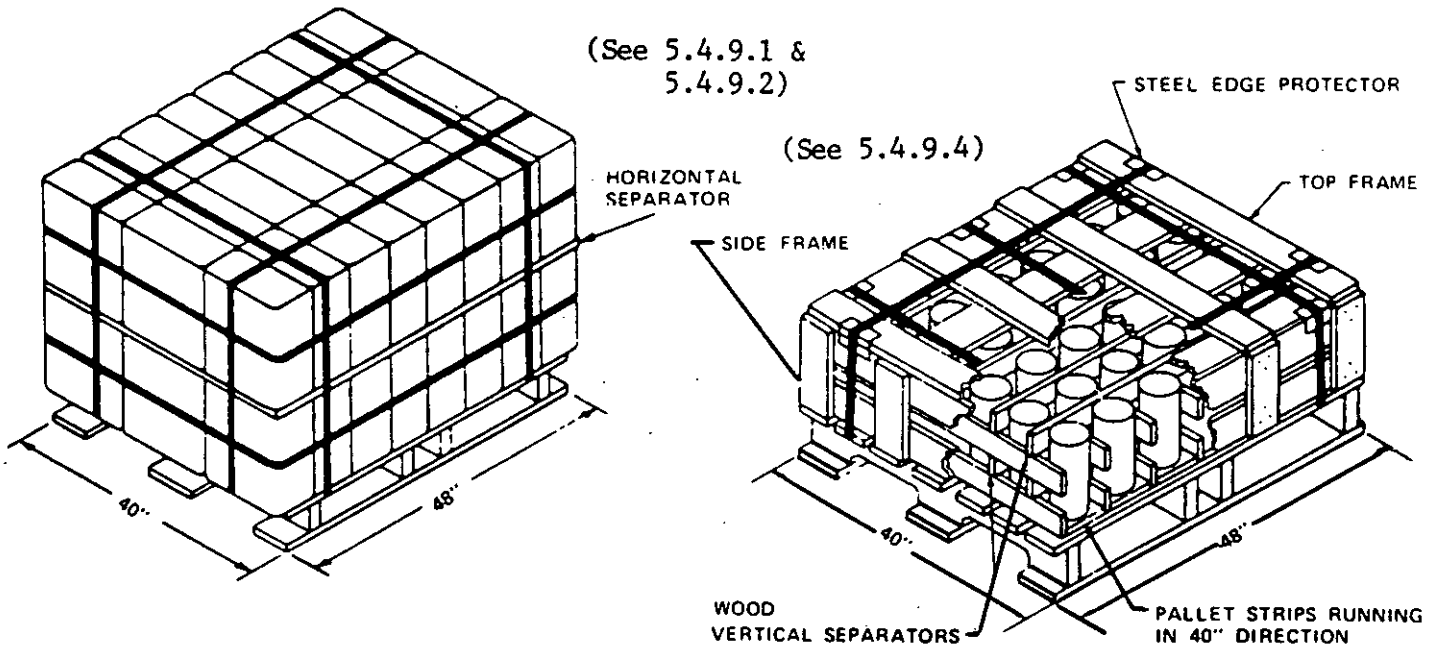 (See 5.4.9.1 &
5.4.9.2)
STEEL EDGE PROTECTOR
(See 5.4.9.4)
HORIZONTAL
SEPARATOR
TOP FRAME
SIDE FRAME
40"
48"
40"
48"
WOOD
VERTICAL SEPARATORS
PALLET STRIPS RUNNING
IN 40" DIRECTION